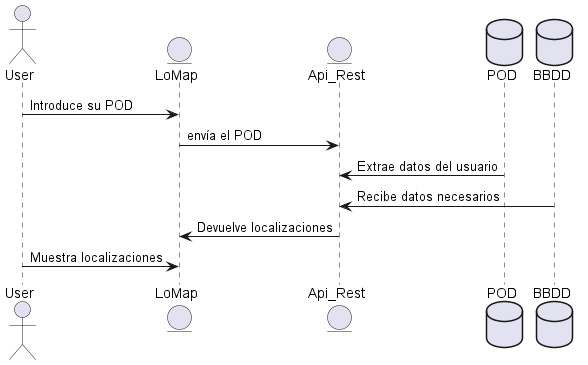 User LoMap Api_Rest POD BBDD
Introduce su POD
envía el POD
Extrae datos del usuario
Recibe datos necesarios
Devuelve localizaciones
Muestra localizaciones
User LoMap Api_Rest POD BBDD